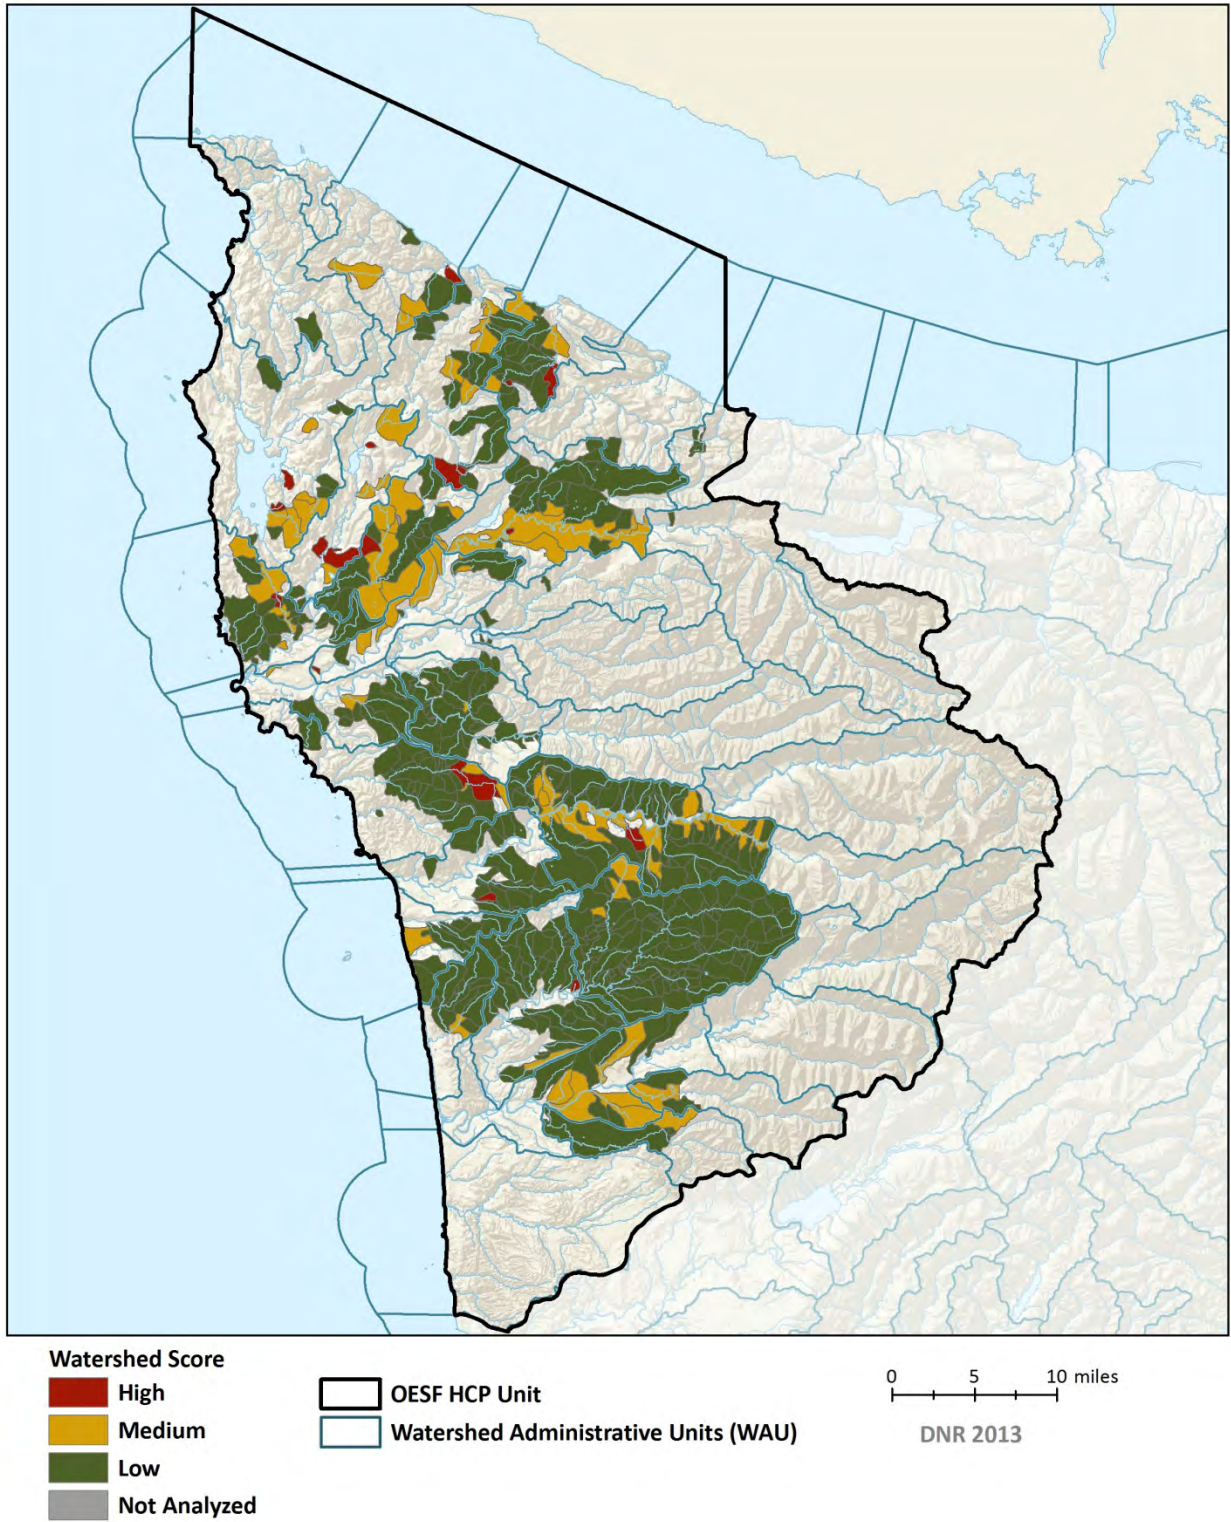 Watershed Score
High
Medium
Low
Not Analyzed
OESF HCP Unit
Watershed Administrative Units (WAU)
0 5 10 miles
DNR 2013